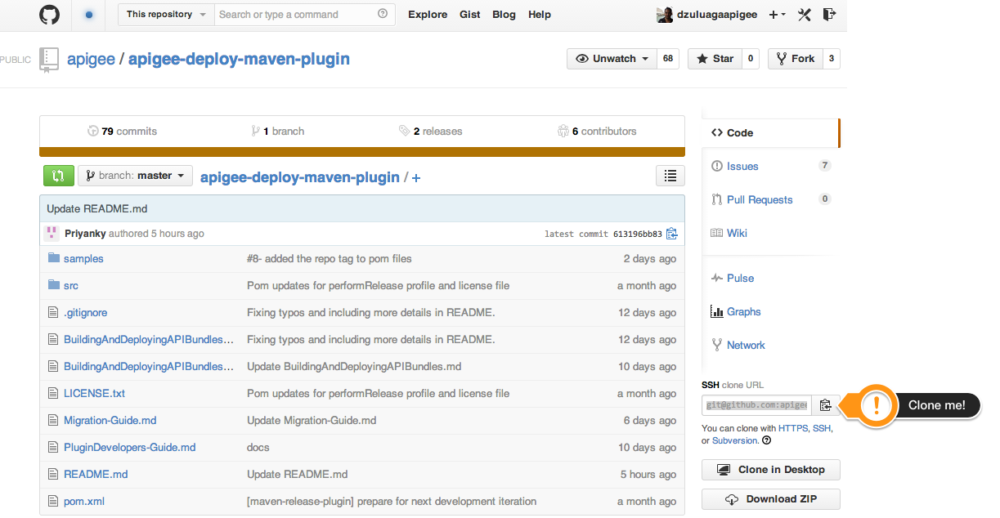 This repository Search or type a command Explore Gist Blog Help dzuluagaapigee
PUBLIC apigee / apigee-deploy-maven-plugin Unwatch 68 Star 0 Fork 3
79 commits 1 branch 2 releases 6 contributors
branch: master apigee-deploy-maven-plugin / +
Update README.md
Priyanky authored 5 hours ago latest commit 613196bb83
samples #8- added the repo tag to pom files 2 days ago
src Pom updates for performRelease profile and license file a month ago
.gitignore Fixing typos and including more details in README. 12 days ago
BuildingAndDeployingAPIBundles... Fixing typos and including more details in README. 12 days ago
BuildingAndDeployingAPIBundles... Update BuildingAndDeployingAPIBundles.md 10 days ago
LICENSE.txt Pom updates for performRelease profile and license file a month ago
Migration-Guide.md Update Migration-Guide.md 6 days ago
PluginDevelopers-Guide.md docs 10 days ago
README.md Update README.md 5 hours ago
pom.xml [maven-release-plugin] prepare for next development iteration a month ago
Code
Issues 7
Pull Requests 0
Wiki
Pulse
Graphs
Network
SSH clone URL
git@github.com:apigee
! Clone me!
You can clone with HTTPS, SSH,
or Subversion.
Clone in Desktop
Download ZIP